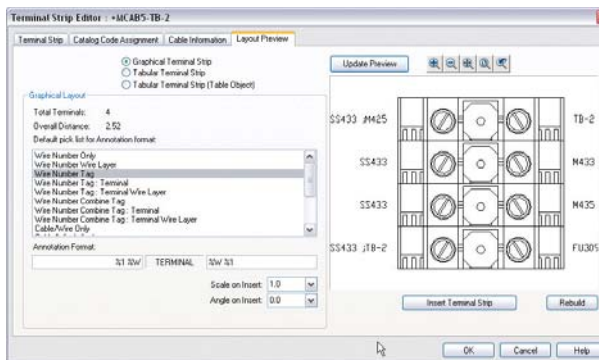 Terminal Strip Editor : +MCAB5-TB-2
Terminal Strip Catalog Code Assignment Cable Information Layout Preview
Graphical Terminal Strip
Tabular Terminal Strip
Tabular Terminal Strip (Table Object)
Graphical Layout
Total Terminals: 4
Overall Distance: 2.52
Default pick list for Annotation format:
Wire Number Only
Wire Number Wire Layer
Wire Number Tag
Wire Number Tag : Terminal
Wire Number Tag : Terminal Wire Layer
Wire Number Combine Tag
Wire Number Combine Tag : Terminal
Wire Number Combine Tag : Terminal Wire Layer
Cable/Wire Only
Annotation Format:
%1 %W TERMINAL %W %1
Scale on Insert: 1.0
Angle on Insert: 0.0
Update Preview
SS433 ;M425 TB-2
SS433 M433
SS433 M435
SS433 ;TB-2 FU305
Insert Terminal Strip Rebuild
OK Cancel Help